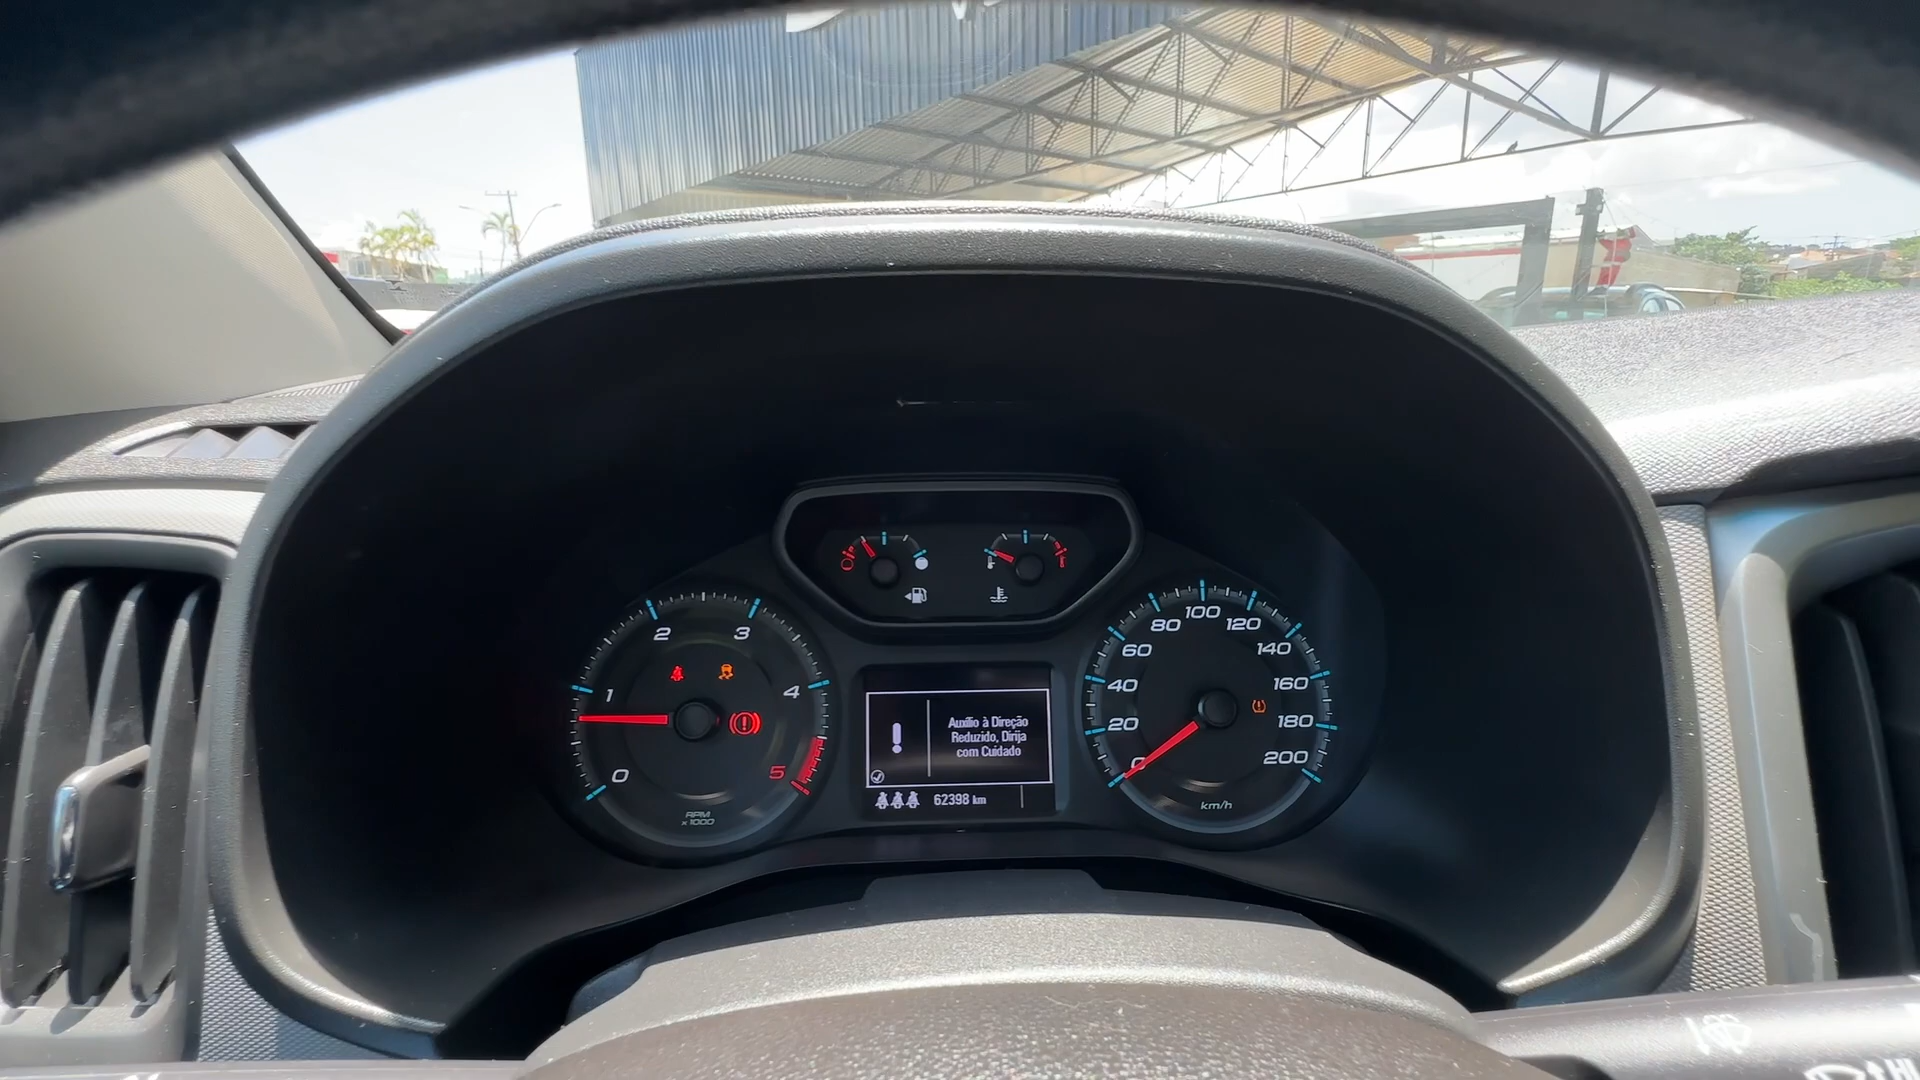 2
3
1
4
0
5
RPM
x1000
Auxílio à Direção
Reduzido, Dirija
com Cuidado
62398 km
100
80
120
60
140
40
160
20
180
0
200
km/h